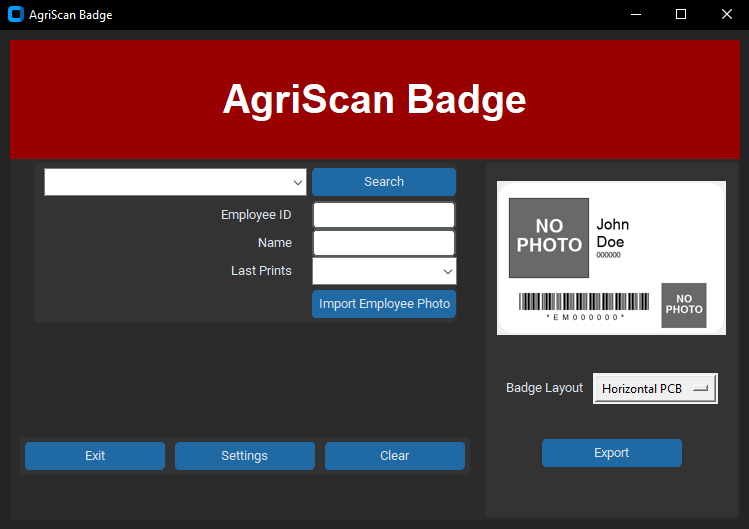 AgriScan Badge
AgriScan Badge
Search
Employee ID
Name
Last Prints
Import Employee Photo
Exit
Settings
Clear
NO
PHOTO
John
Doe
000000
*EM000000*
NO
PHOTO
Badge Layout
Horizontal PCB
Export